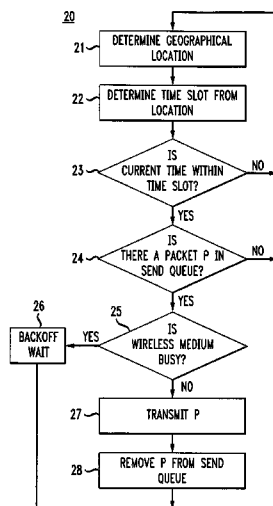 20
21
DETERMINE GEOGRAPHICAL
LOCATION
22
DETERMINE TIME SLOT FROM
LOCATION
23
IS
CURRENT TIME WITHIN
TIME SLOT?
NO
YES
24
IS
THERE A PACKET P IN
SEND QUEUE?
NO
YES
25
IS
WIRELESS MEDIUM
BUSY?
YES
26
BACKOFF
WAIT
NO
27
TRANSMIT P
28
REMOVE P FROM SEND
QUEUE